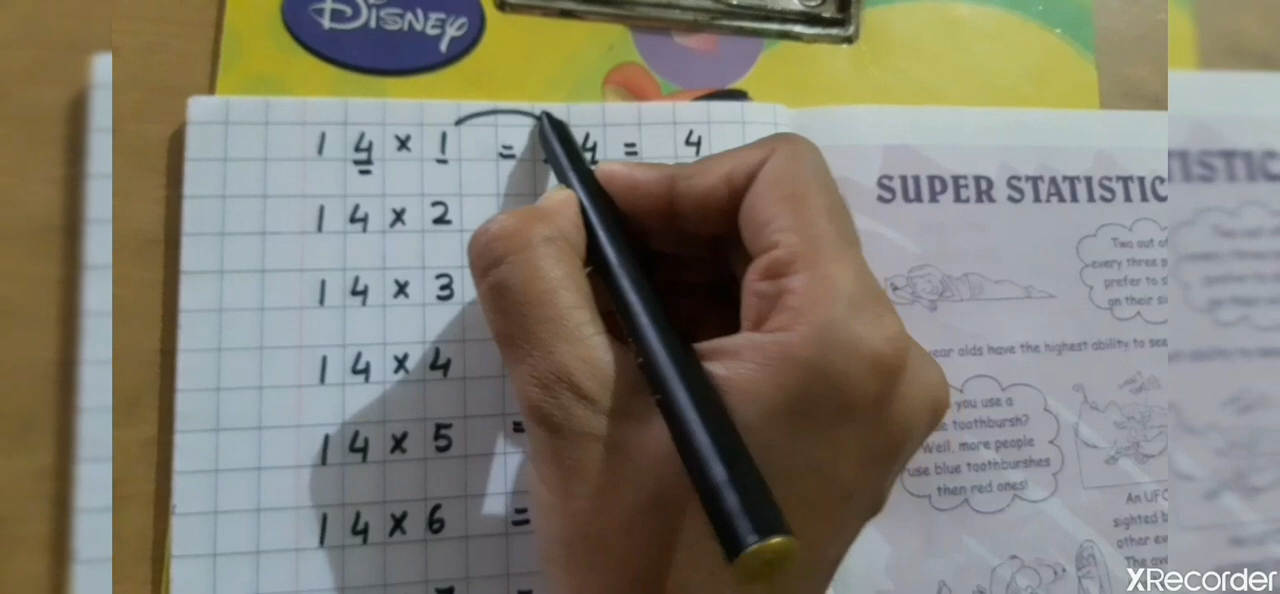 Disney
1 4 × 1 = 4 = 4
1 4 × 2
1 4 × 3
1 4 × 4
1 4 × 5 =
1 4 × 6 =
=
SUPER STATISTIC
Two out of
every three
prefer to
on their
year olds have the highest ability to see
you use a
toothbursh?
Well, more people
use blue toothburshes
then red ones!
An UFO
sighted
other
The
XRecorder